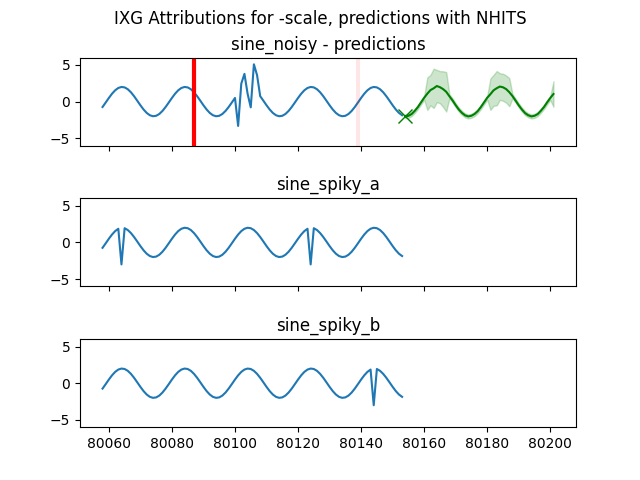 IXG Attributions for -scale, predictions with NHITS
sine_noisy - predictions
5
0
−5
sine_spiky_a
5
0
−5
sine_spiky_b
5
0
−5
80060 80080 80100 80120 80140 80160 80180 80200